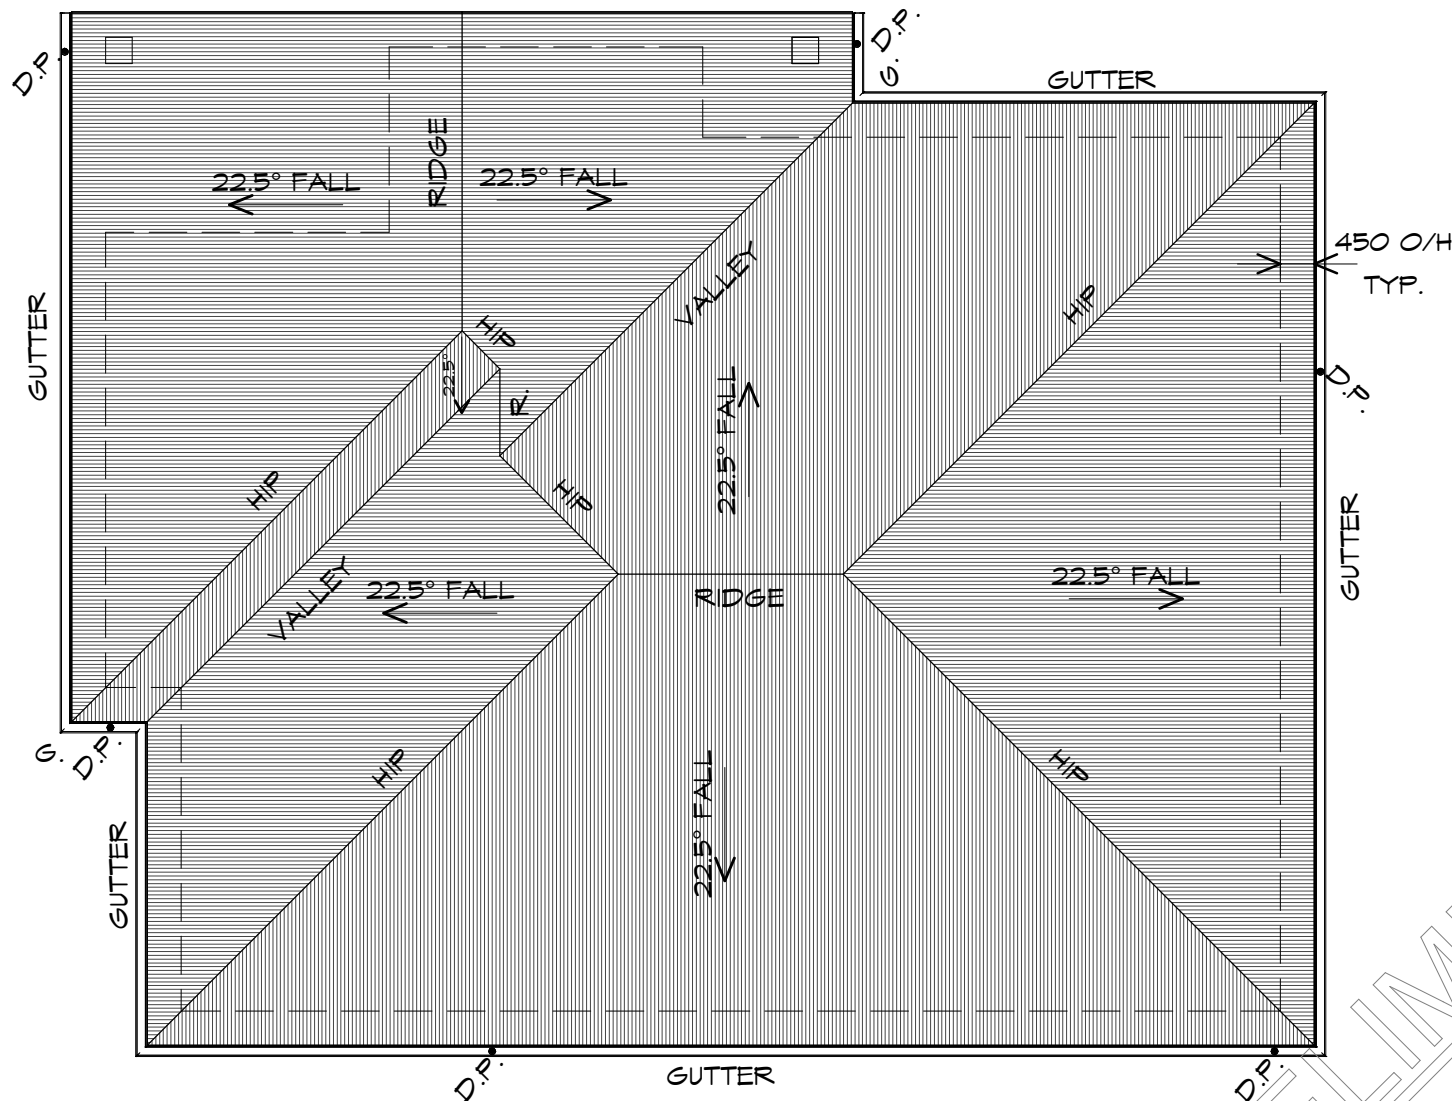 D.P.
D.P.
G.
GUTTER
RIDGE
22.5° FALL
22.5° FALL
450 O/H
TYP.
VALLEY
HIP
GUTTER
HIP
22.5°
R.
22.5° FALL
D.P.
HIP
HIP
GUTTER
VALLEY
22.5° FALL
RIDGE
22.5° FALL
G.
D.P.
HIP
22.5° FALL
HIP
GUTTER
D.P.
GUTTER
D.P.